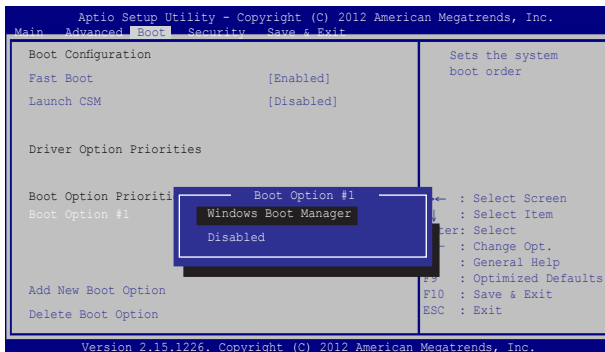 Aptio Setup Utility - Copyright (C) 2012 American Megatrends, Inc.
Main Advanced Boot Security Save & Exit
Boot Configuration
Fast Boot [Enabled]
Launch CSM [Disabled]
Driver Option Priorities
Boot Option Prioriti
Boot Option #1
Add New Boot Option
Delete Boot Option
Boot Option #1
Windows Boot Manager
Disabled
Sets the system
boot order
→← : Select Screen
: Select Item
ter: Select
: Change Opt.
: General Help
F9 : Optimized Defaults
F10 : Save & Exit
ESC : Exit
Version 2.15.1226. Copyright (C) 2012 American Megatrends, Inc.